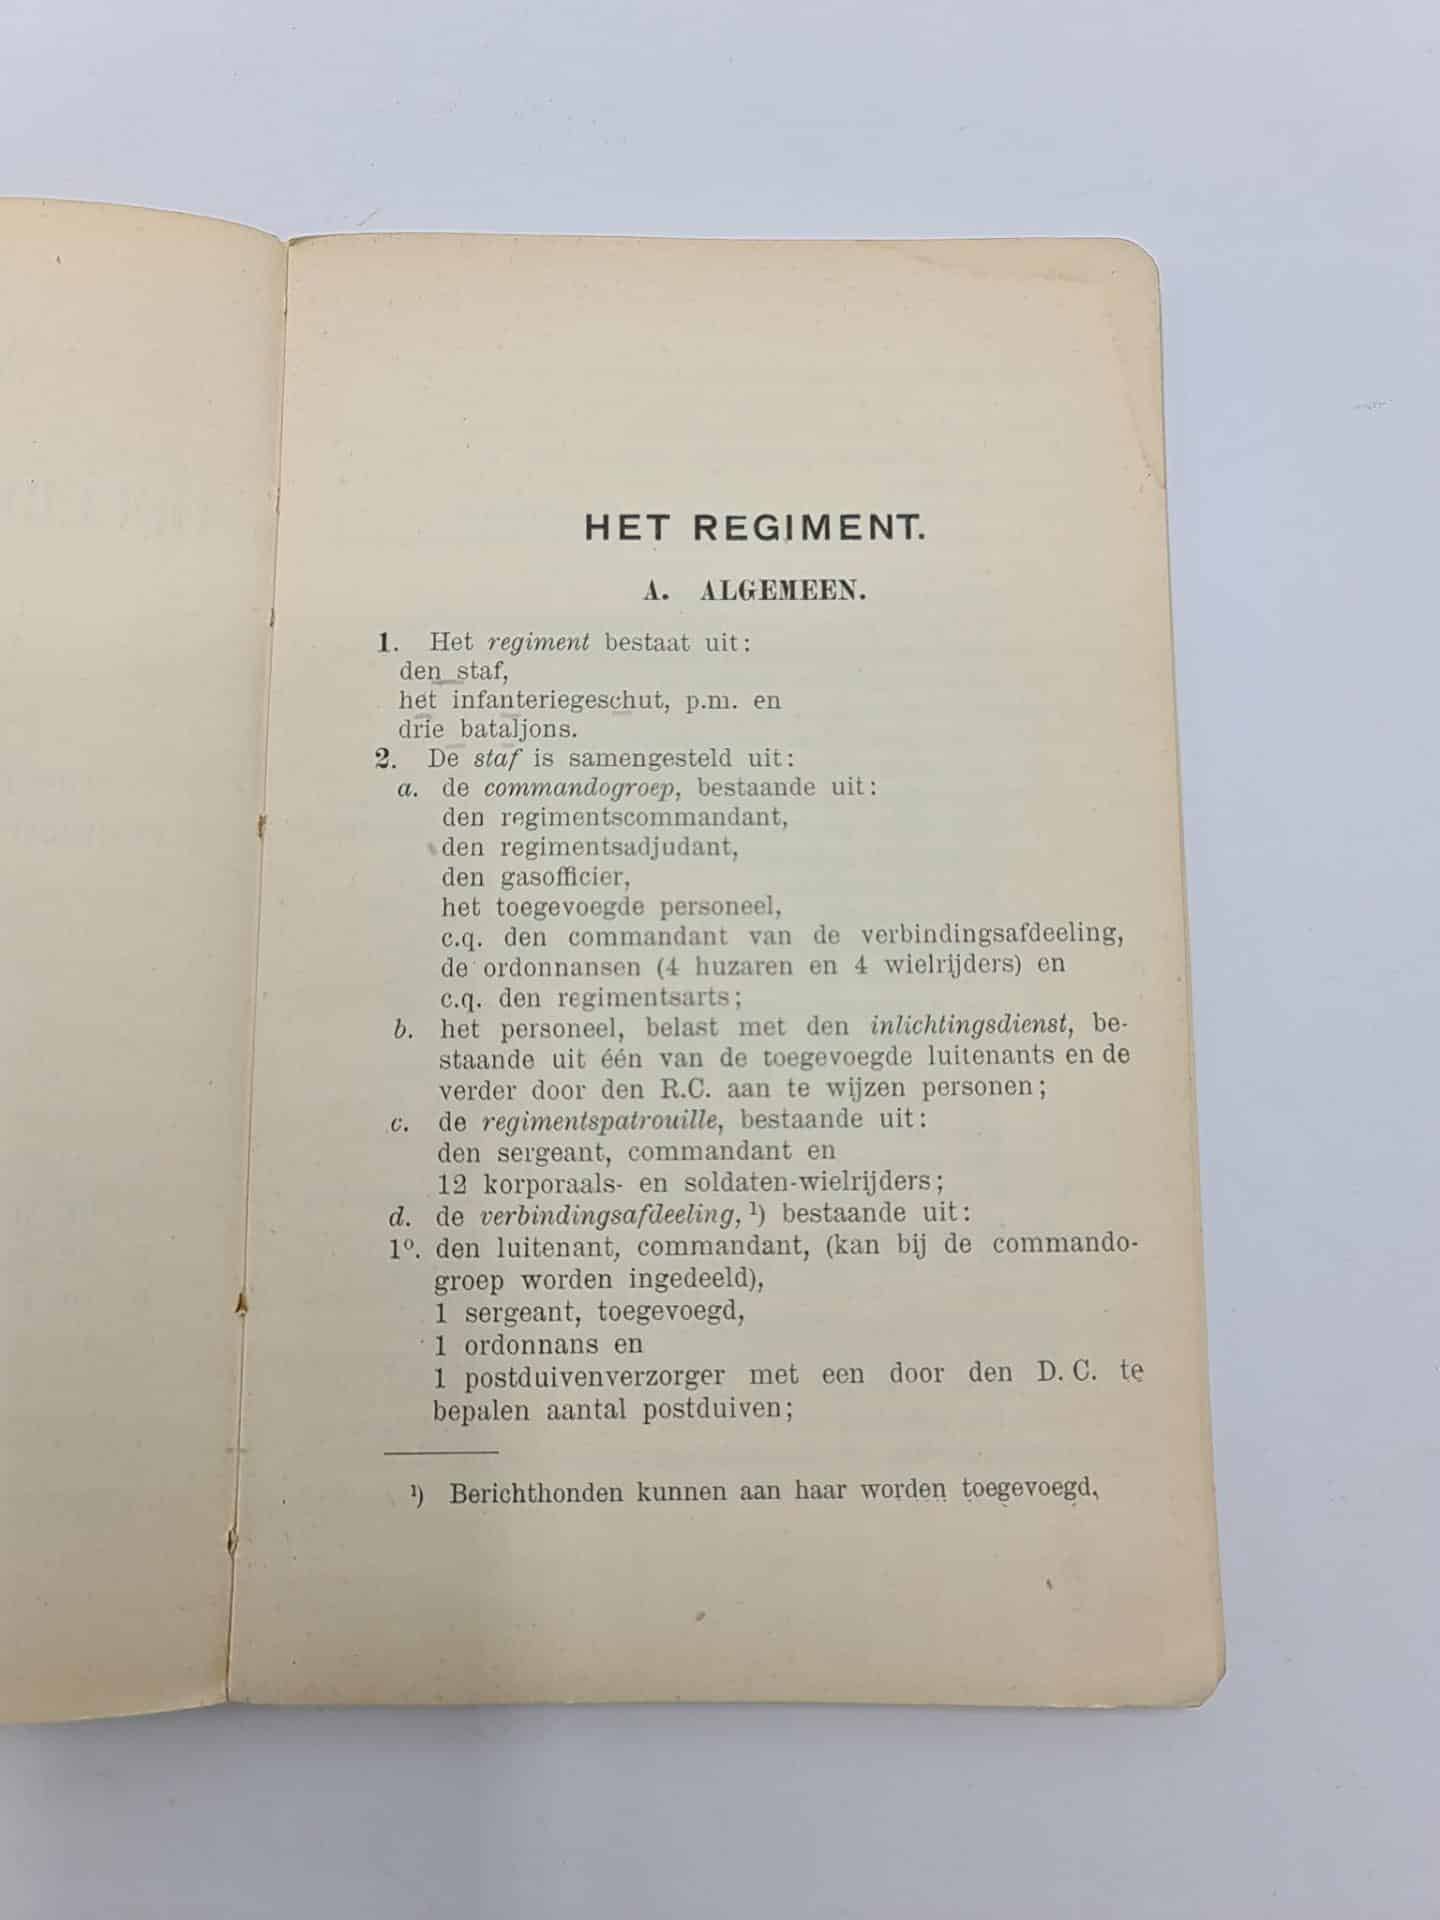 HET REGIMENT.
A. ALGEMEEN.
1. Het regiment bestaat uit:
den staf,
het infanteriegeschut, p.m. en
drie bataljons.
2. De staf is samengesteld uit:
a. de commandogroep, bestaande uit:
den regimentscommandant,
den regimentsadjudant,
den gasofficier,
het toegevoegde personeel,
c.q. den commandant van de verbindingsafdeeling,
de ordonnansen (4 huzaren en 4 wielrijders) en
c.q. den regimentsarts;
b. het personeel, belast met den inlichtingsdienst, be-
staande uit één van de toegevoegde luitenants en de
verder door den R.C. aan te wijzen personen;
c. de regimentspatrouille, bestaande uit:
den sergeant, commandant en
12 korporaals- en soldaten-wielrijders;
d. de verbindingsafdeeling, ¹) bestaande uit:
1º. den luitenant, commandant, (kan bij de commando-
groep worden ingedeeld),
1 sergeant, toegevoegd,
1 ordonnans en
1 postduivenverzorger met een door den D.C. te
bepalen aantal postduiven;
¹) Berichthonden kunnen aan haar worden toegevoegd,